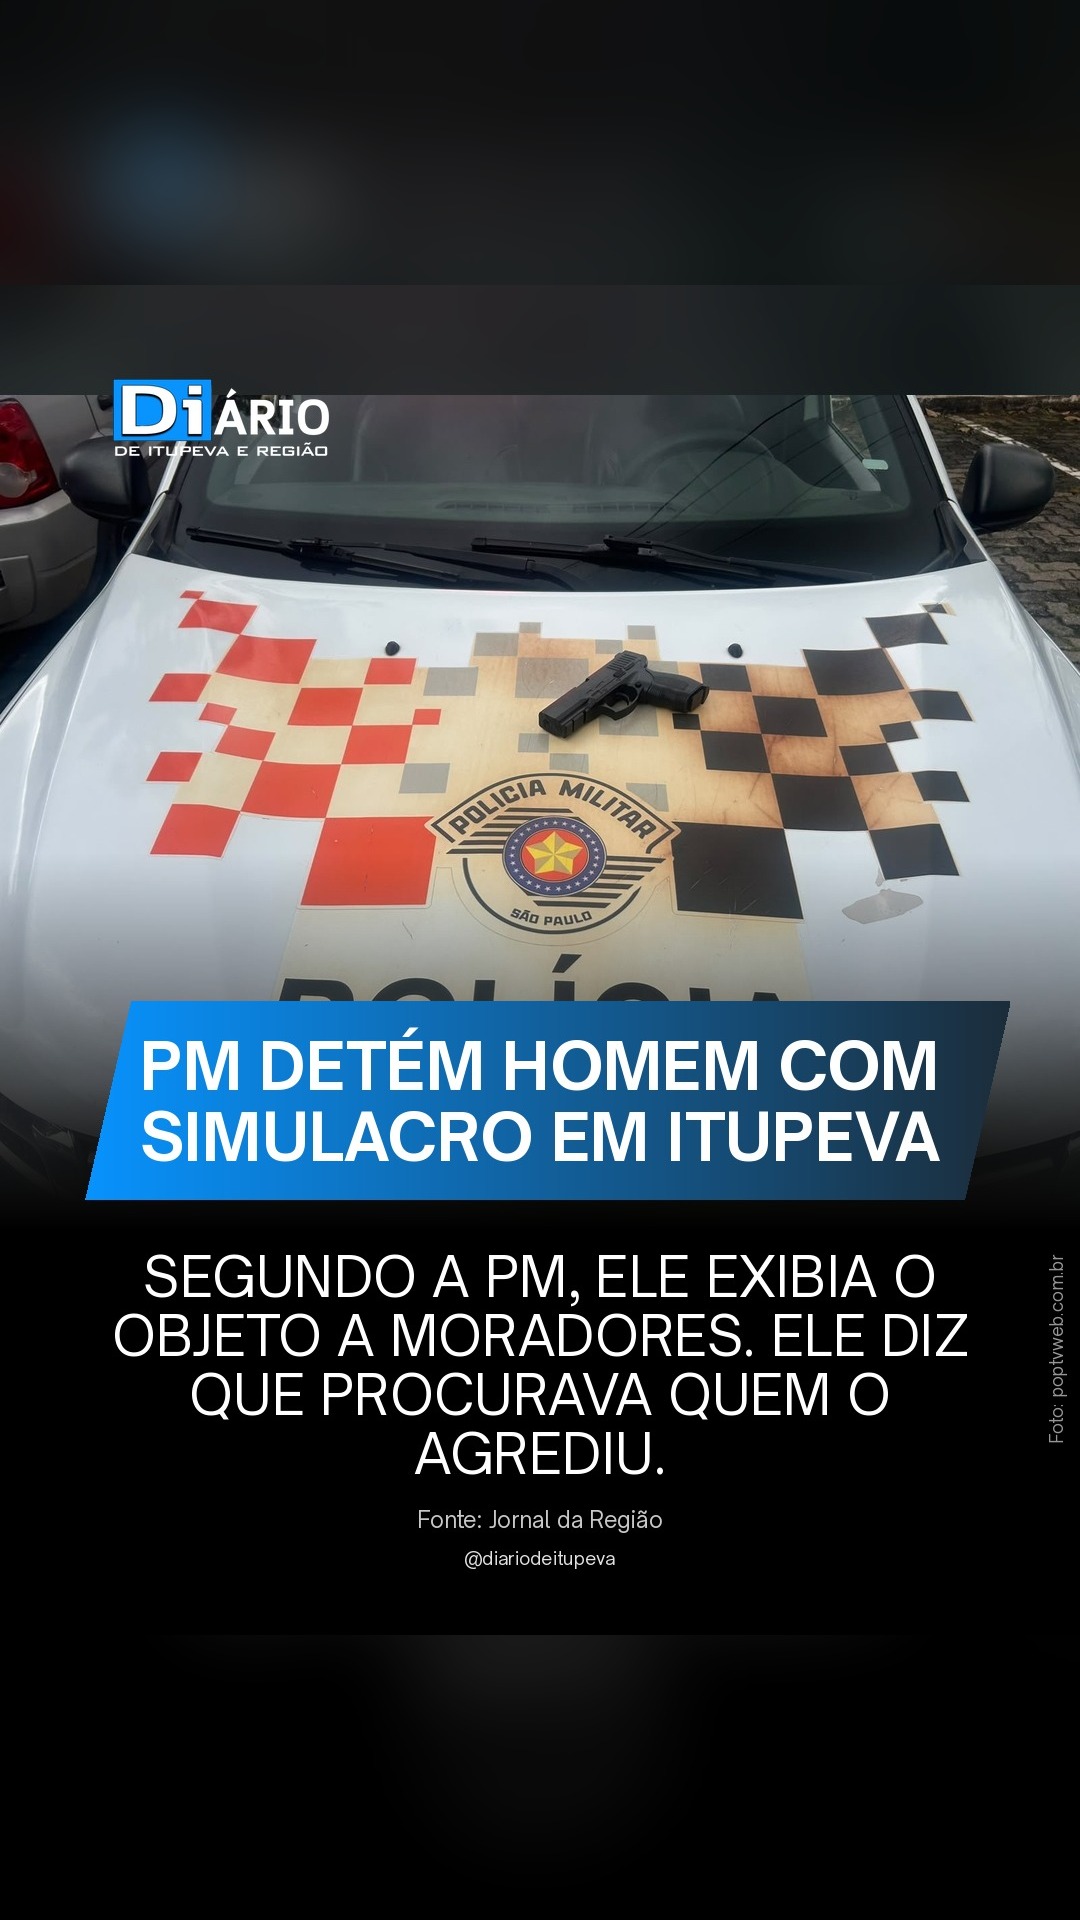 DiÁRIO
DE ITUPEVA E REGIÃO
POLICIA MILITAR
SÃO PAULO
POLÍCIA
PM DETÉM HOMEM COM
SIMULACRO EM ITUPEVA
SEGUNDO A PM, ELE EXIBIA O
OBJETO A MORADORES. ELE DIZ
QUE PROCURAVA QUEM O
AGREDIU.
Foto: poptvweb.com.br
Fonte: Jornal da Região
@diariodeitupeva